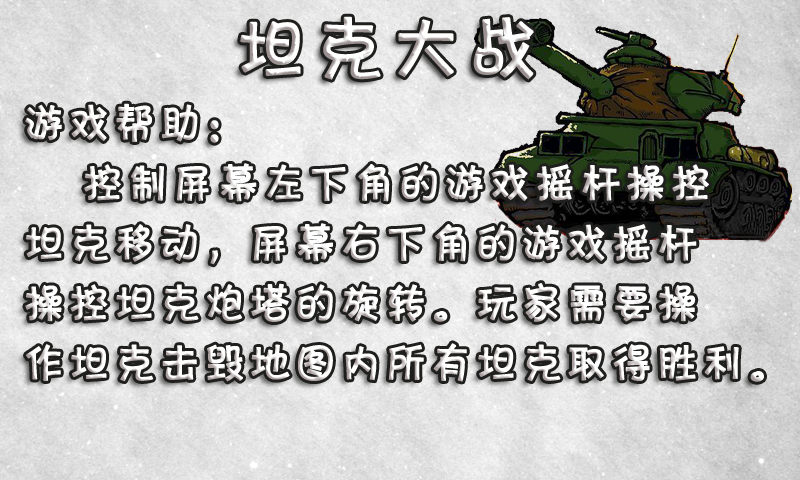 坦克大战
游戏帮助：
控制屏幕左下角的游戏摇杆操控
坦克移动，屏幕右下角的游戏摇杆
操控坦克炮塔的旋转。玩家需要操
作坦克击毁地图内所有坦克取得胜利。